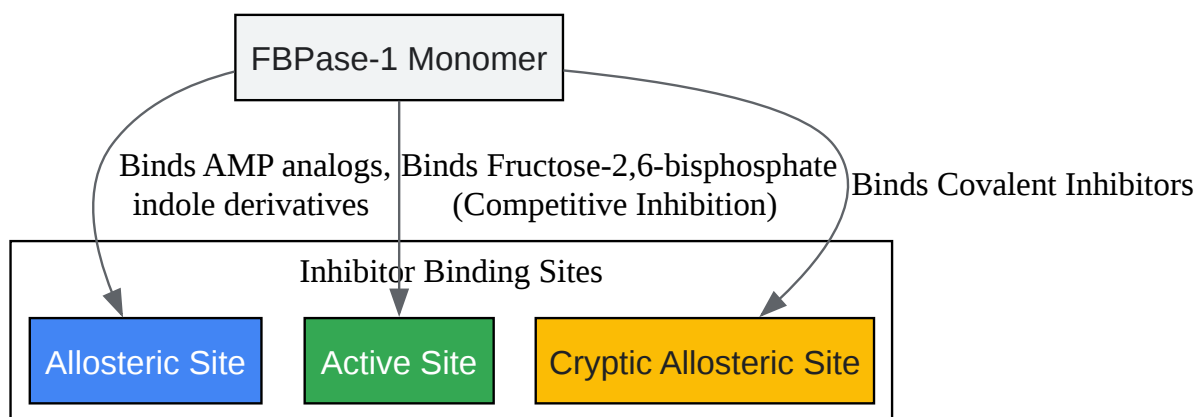 FBPase-1 Monomer
Binds AMP analogs,
indole derivatives
Binds Fructose-2,6-bisphosphate
(Competitive Inhibition)
Binds Covalent Inhibitors
Inhibitor Binding Sites
Allosteric Site
Active Site
Cryptic Allosteric Site